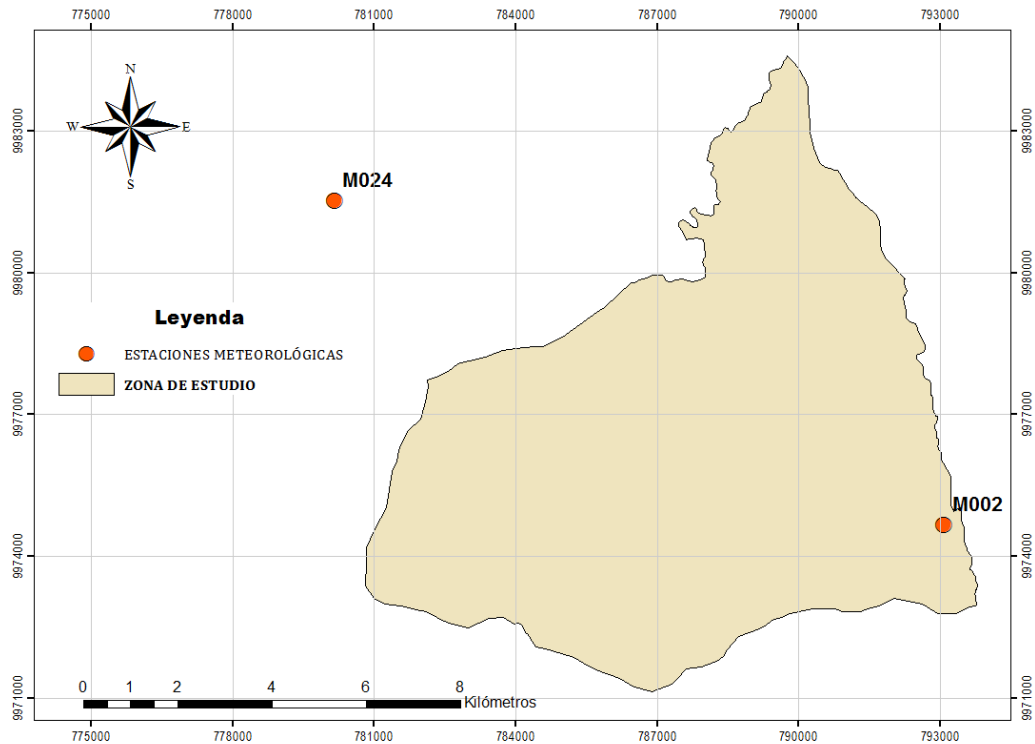 775000 778000 781000 784000 787000 790000 793000
N
W E
S
9983000 9983000
M024
9980000 9980000
Leyenda
ESTACIONES METEOROLÓGICAS
ZONA DE ESTUDIO
9977000 9977000
M002
9974000 9974000
0 1 2 4 6 8
Kilómetros
9971000 9971000
775000 778000 781000 784000 787000 790000 793000